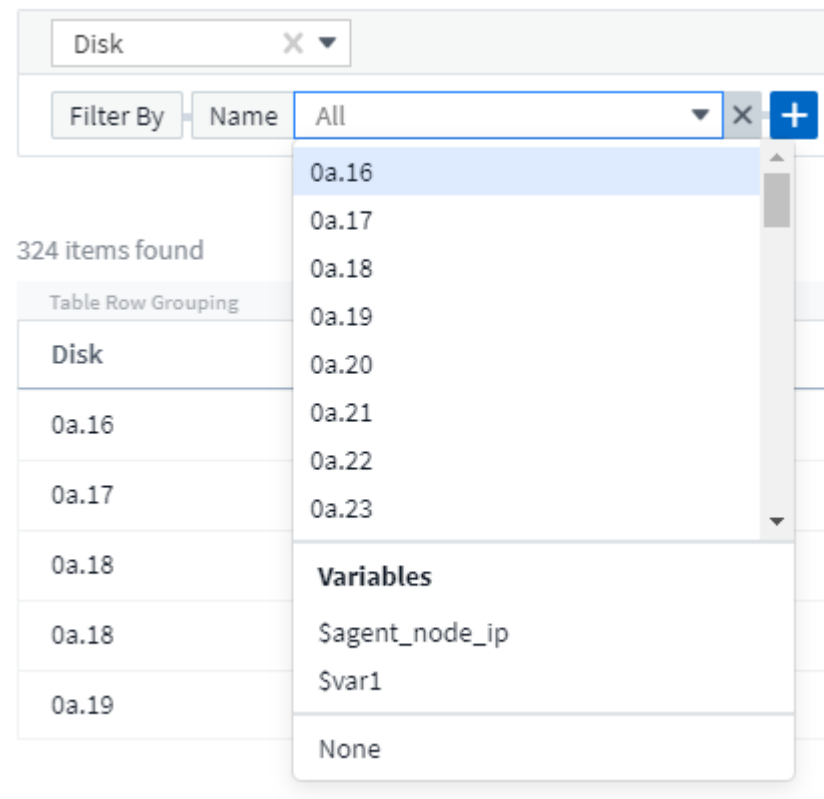 Disk
Filter By Name All
0a.16
0a.17
0a.18
0a.19
0a.20
0a.21
0a.22
0a.23
Variables
$agent_node_ip
$var1
None
324 items found
Table Row Grouping
Disk
0a.16
0a.17
0a.18
0a.18
0a.19